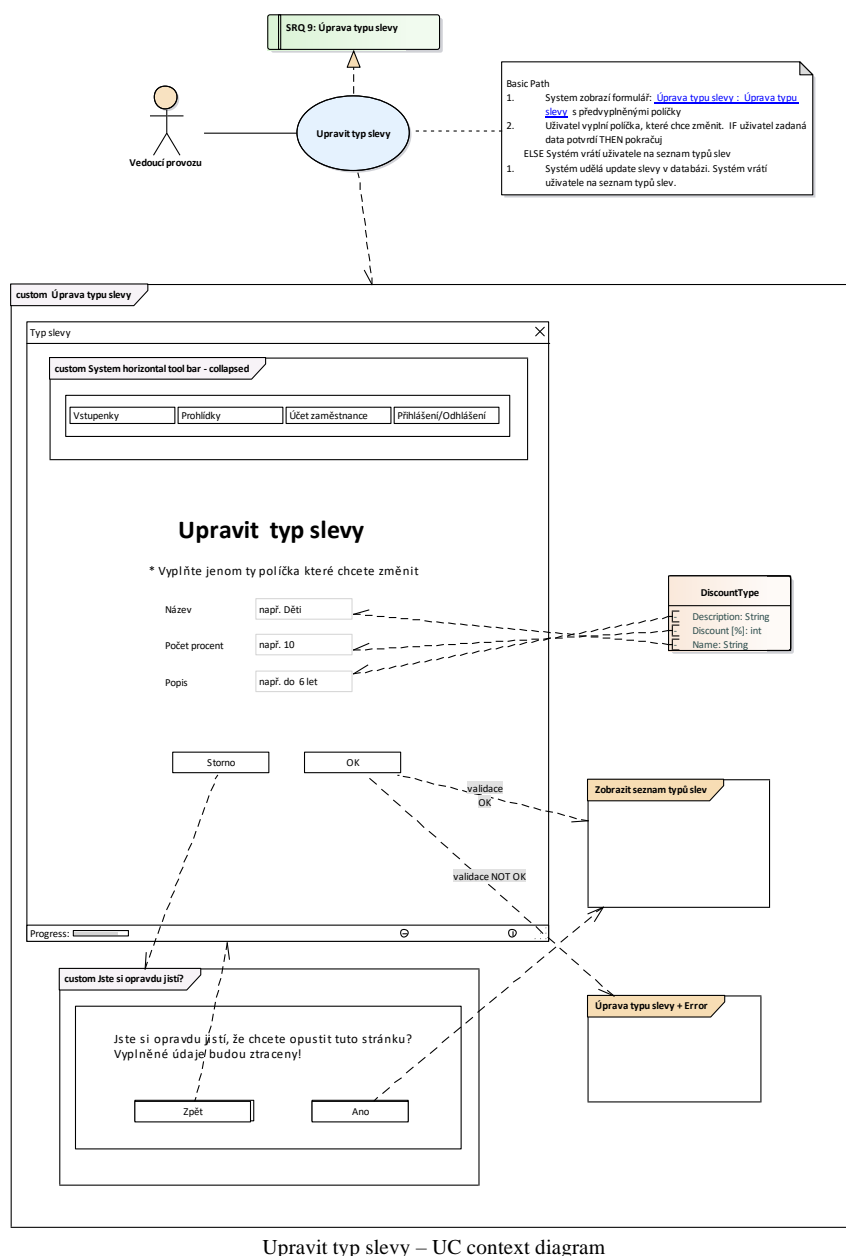 SRQ 9: Úprava typu slevy
Vedoucí provozu
Upravit typ slevy
Basic Path
1. System zobrazí formulář: Úprava typu slevy : Úprava typu
slevy s předvyplněnými políčky
2. Uživatel vyplní políčka, které chce změnit. IF uživatel zadaná
data potvrdí THEN pokračuj
ELSE Systém vrátí uživatele na seznam typů slev
1. Systém udělá update slevy v databázi. Systém vrátí
uživatele na seznam typů slev.
custom Úprava typu slevy
Typ slevy
custom System horizontal tool bar - collapsed
Vstupenky Prohlídky Účet zaměstnance Přihlášení/Odhlášení
Upravit typ slevy
* Vyplňte jenom ty políčka které chcete změnit
Název např. Děti
Počet procent např. 10
Popis např. do 6 let
DiscountType
- Description: String
- Discount [%]: int
- Name: String
Storno OK
validace
OK
Zobrazit seznam typů slev
validace NOT OK
Progress:
custom Jste si opravdu jistí?
Jste si opravdu jistí, že chcete opustit tuto stránku?
Vyplněné údaje budou ztraceny!
Zpět Ano
Úprava typu slevy + Error
Upravit typ slevy – UC context diagram